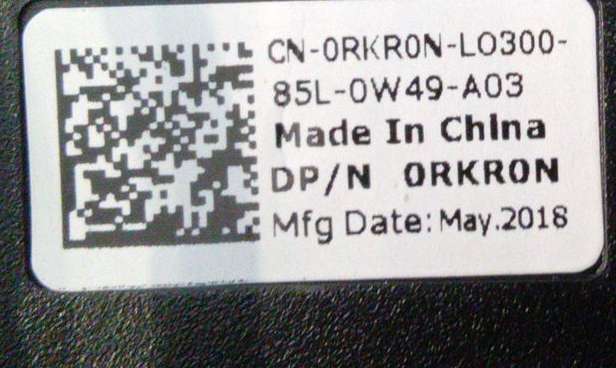 CN-0RKR0N-LO300-
85L-0W49-A03
Made In China
DP/N 0RKR0N
Mfg Date: May.2018